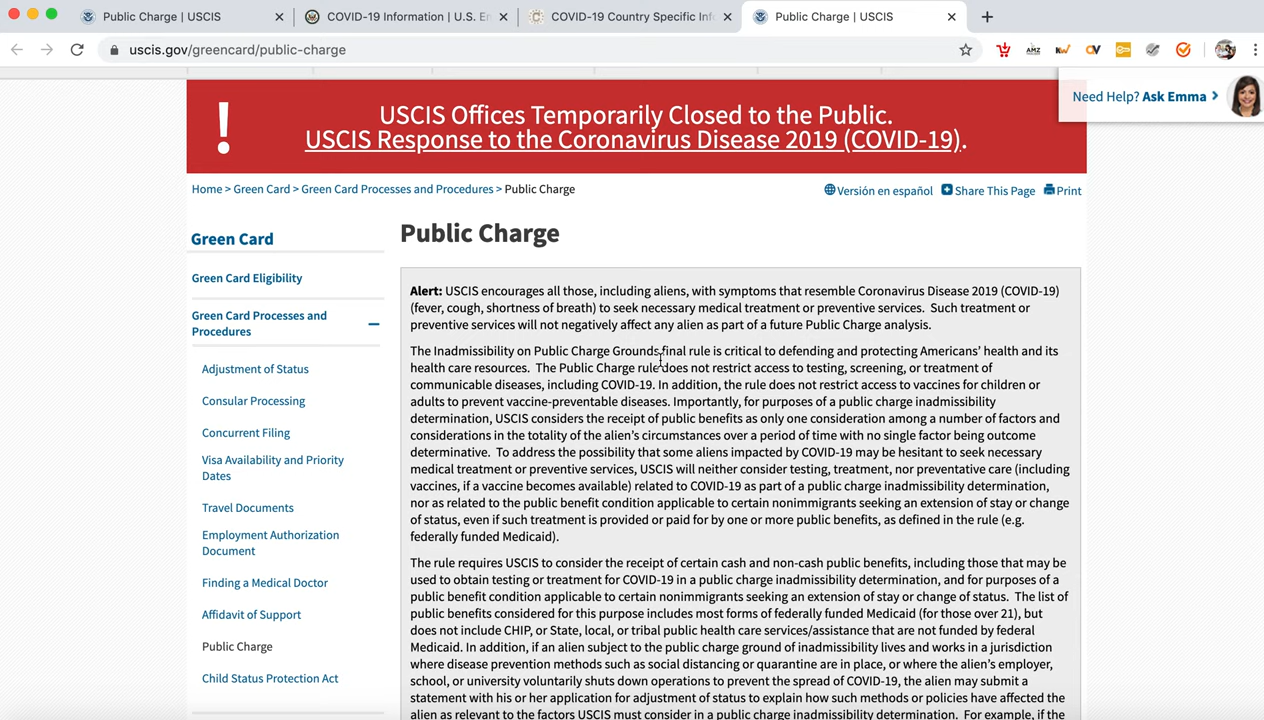 Public Charge | USCIS
COVID-19 Information | U.S. Em
COVID-19 Country Specific Inf
Public Charge | USCIS
uscis.gov/greencard/public-charge
AMZ
KW
OV
Need Help? Ask Emma
!
USCIS Offices Temporarily Closed to the Public.
USCIS Response to the Coronavirus Disease 2019 (COVID-19).
Home > Green Card > Green Card Processes and Procedures > Public Charge
Versión en español
Share This Page
Print
Green Card
Green Card Eligibility
Green Card Processes and
Procedures
Adjustment of Status
Consular Processing
Concurrent Filing
Visa Availability and Priority
Dates
Travel Documents
Employment Authorization
Document
Finding a Medical Doctor
Affidavit of Support
Public Charge
Child Status Protection Act
Public Charge
Alert: USCIS encourages all those, including aliens, with symptoms that resemble Coronavirus Disease 2019 (COVID-19)
(fever, cough, shortness of breath) to seek necessary medical treatment or preventive services. Such treatment or
preventive services will not negatively affect any alien as part of a future Public Charge analysis.
The Inadmissibility on Public Charge Grounds final rule is critical to defending and protecting Americans' health and its
health care resources. The Public Charge rule does not restrict access to testing, screening, or treatment of
communicable diseases, including COVID-19. In addition, the rule does not restrict access to vaccines for children or
adults to prevent vaccine-preventable diseases. Importantly, for purposes of a public charge inadmissibility
determination, USCIS considers the receipt of public benefits as only one consideration among a number of factors and
considerations in the totality of the alien's circumstances over a period of time with no single factor being outcome
determinative. To address the possibility that some aliens impacted by COVID-19 may be hesitant to seek necessary
medical treatment or preventive services, USCIS will neither consider testing, treatment, or preventative care (including
vaccines, if a vaccine becomes available) related to COVID-19 as part of a public charge inadmissibility determination,
nor as related to the public benefit condition applicable to certain nonimmigrants seeking an extension of stay or change
of status, even if such treatment is provided or paid for by one or more public benefits, as defined in the rule (e.g.
federally funded Medicaid).
The rule requires USCIS to consider the receipt of certain cash and non-cash public benefits, including those that may be
used to obtain testing or treatment for COVID-19 in a public charge inadmissibility determination, and for purposes of a
public benefit condition applicable to certain nonimmigrants seeking an extension of stay or change of status. The list of
public benefits considered for this purpose includes most forms of federally funded Medicaid (for those over 21), but
does not include CHIP, or State, local, or tribal public health care services/assistance that are not funded by federal
Medicaid. In addition, if an alien subject to the public charge ground of inadmissibility lives and works in a jurisdiction
where disease prevention methods such as social distancing or quarantine are in place, or where the alien's employer,
school, or university voluntarily shuts down operations to prevent the spread of COVID-19, the alien may submit a
statement with his or her application for adjustment of status to explain how such methods or policies have affected the
alien as relevant to the factors USCIS must consider in a public charge inadmissibility determination. For example, if the